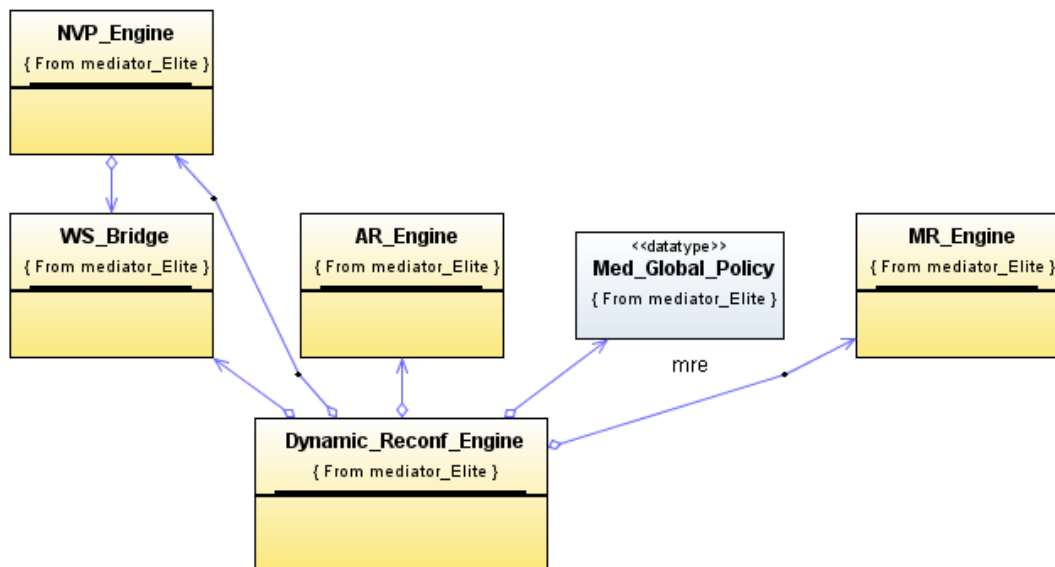 NVP_Engine
{ From mediator_Elite }
WS_Bridge
{ From mediator_Elite }
AR_Engine
{ From mediator_Elite }
<<datatype>>
Med_Global_Policy
{ From mediator_Elite }
MR_Engine
{ From mediator_Elite }
mre
Dynamic_Reconf_Engine
{ From mediator_Elite }